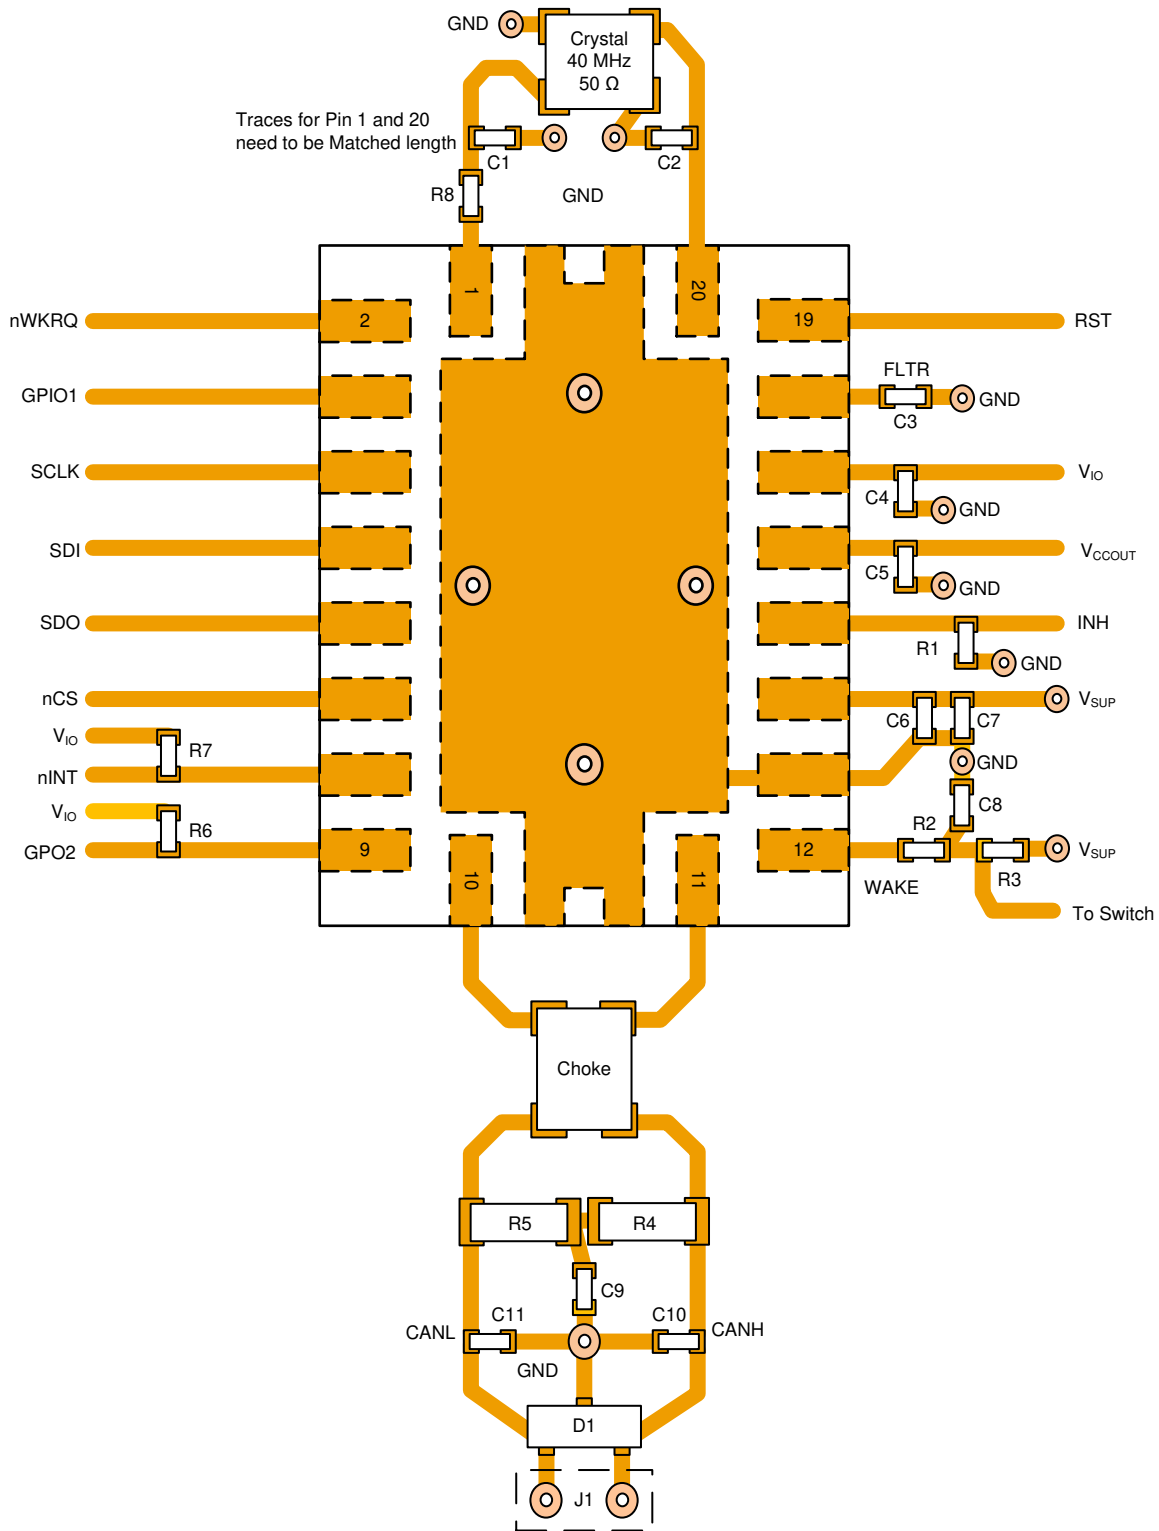 GND
Crystal
40 MHz
50 Ω
Traces for Pin 1 and 20
need to be Matched length
C1
C2
R8
GND
1
20
nWKRQ
2
19
RST
GPIO1
FLTR
C3
GND
SCLK
VIO
C4
GND
SDI
VCCOUT
C5
GND
SDO
INH
R1
GND
nCS
VSUP
C6
C7
VIO
R7
nINT
GND
VIO
R6
C8
R2
GPO2
9
10
11
12
VSUP
R3
WAKE
To Switch
Choke
R5
R4
C9
C11
C10
CANL
CANH
GND
D1
J1